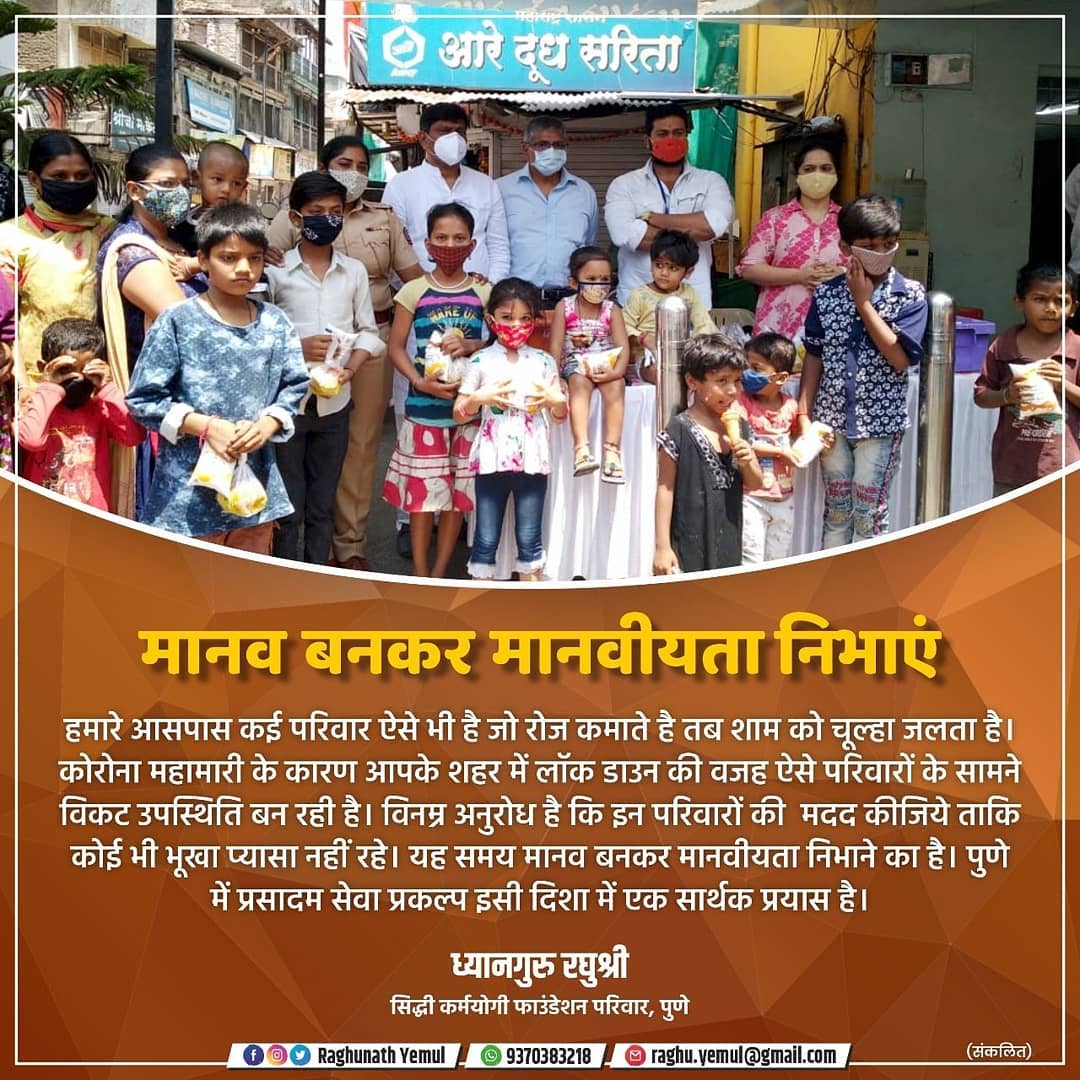 महाराष्ट्र शासन
आरे दूध सरिता
मानव बनकर मानवीयता निभाएं
हमारे आसपास कई परिवार ऐसे भी है जो रोज कमाते है तब शाम को चूल्हा जलता है।
कोरोना महामारी के कारण आपके शहर में लॉक डाउन की वजह ऐसे परिवारों के सामने
विकट उपस्थिति बन रही है। विनम्र अनुरोध है कि इन परिवारों की मदद कीजिये ताकि
कोई भी भूखा प्यासा नहीं रहे। यह समय मानव बनकर मानवीयता निभाने का है। पुणे
में प्रसादम सेवा प्रकल्प इसी दिशा में एक सार्थक प्रयास है।
ध्यानगुरु रघुश्री
सिद्धी कर्मयोगी फाउंडेशन परिवार, पुणे
Raghunath Yemul 9370383218 raghu.yemul@gmail.com
(संकलित)